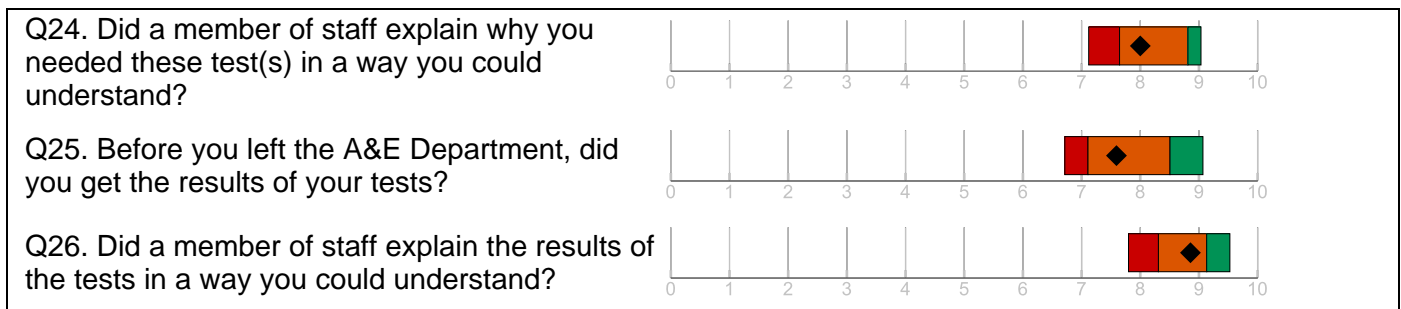 Q24. Did a member of staff explain why you
needed these test(s) in a way you could
understand?
0 1 2 3 4 5 6 7 8 9 10
Q25. Before you left the A&E Department, did
you get the results of your tests?
0 1 2 3 4 5 6 7 8 9 10
Q26. Did a member of staff explain the results of
the tests in a way you could understand?
0 1 2 3 4 5 6 7 8 9 10